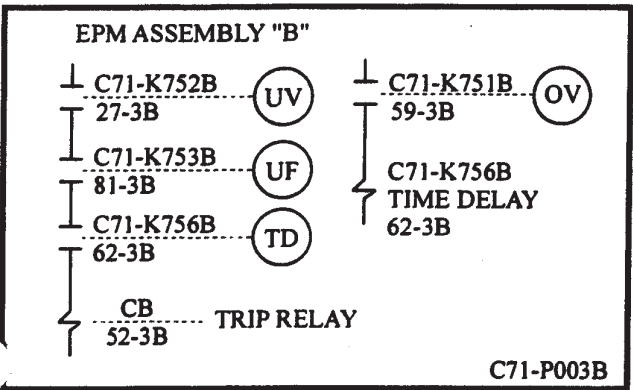 EPM ASSEMBLY "B"
C71-K752B
27-3B
UV
C71-K753B
81-3B
UF
C71-K756B
62-3B
TD
CB
52-3B
TRIP RELAY
C71-K751B
59-3B
OV
C71-K756B
TIME DELAY
62-3B
C71-P003B